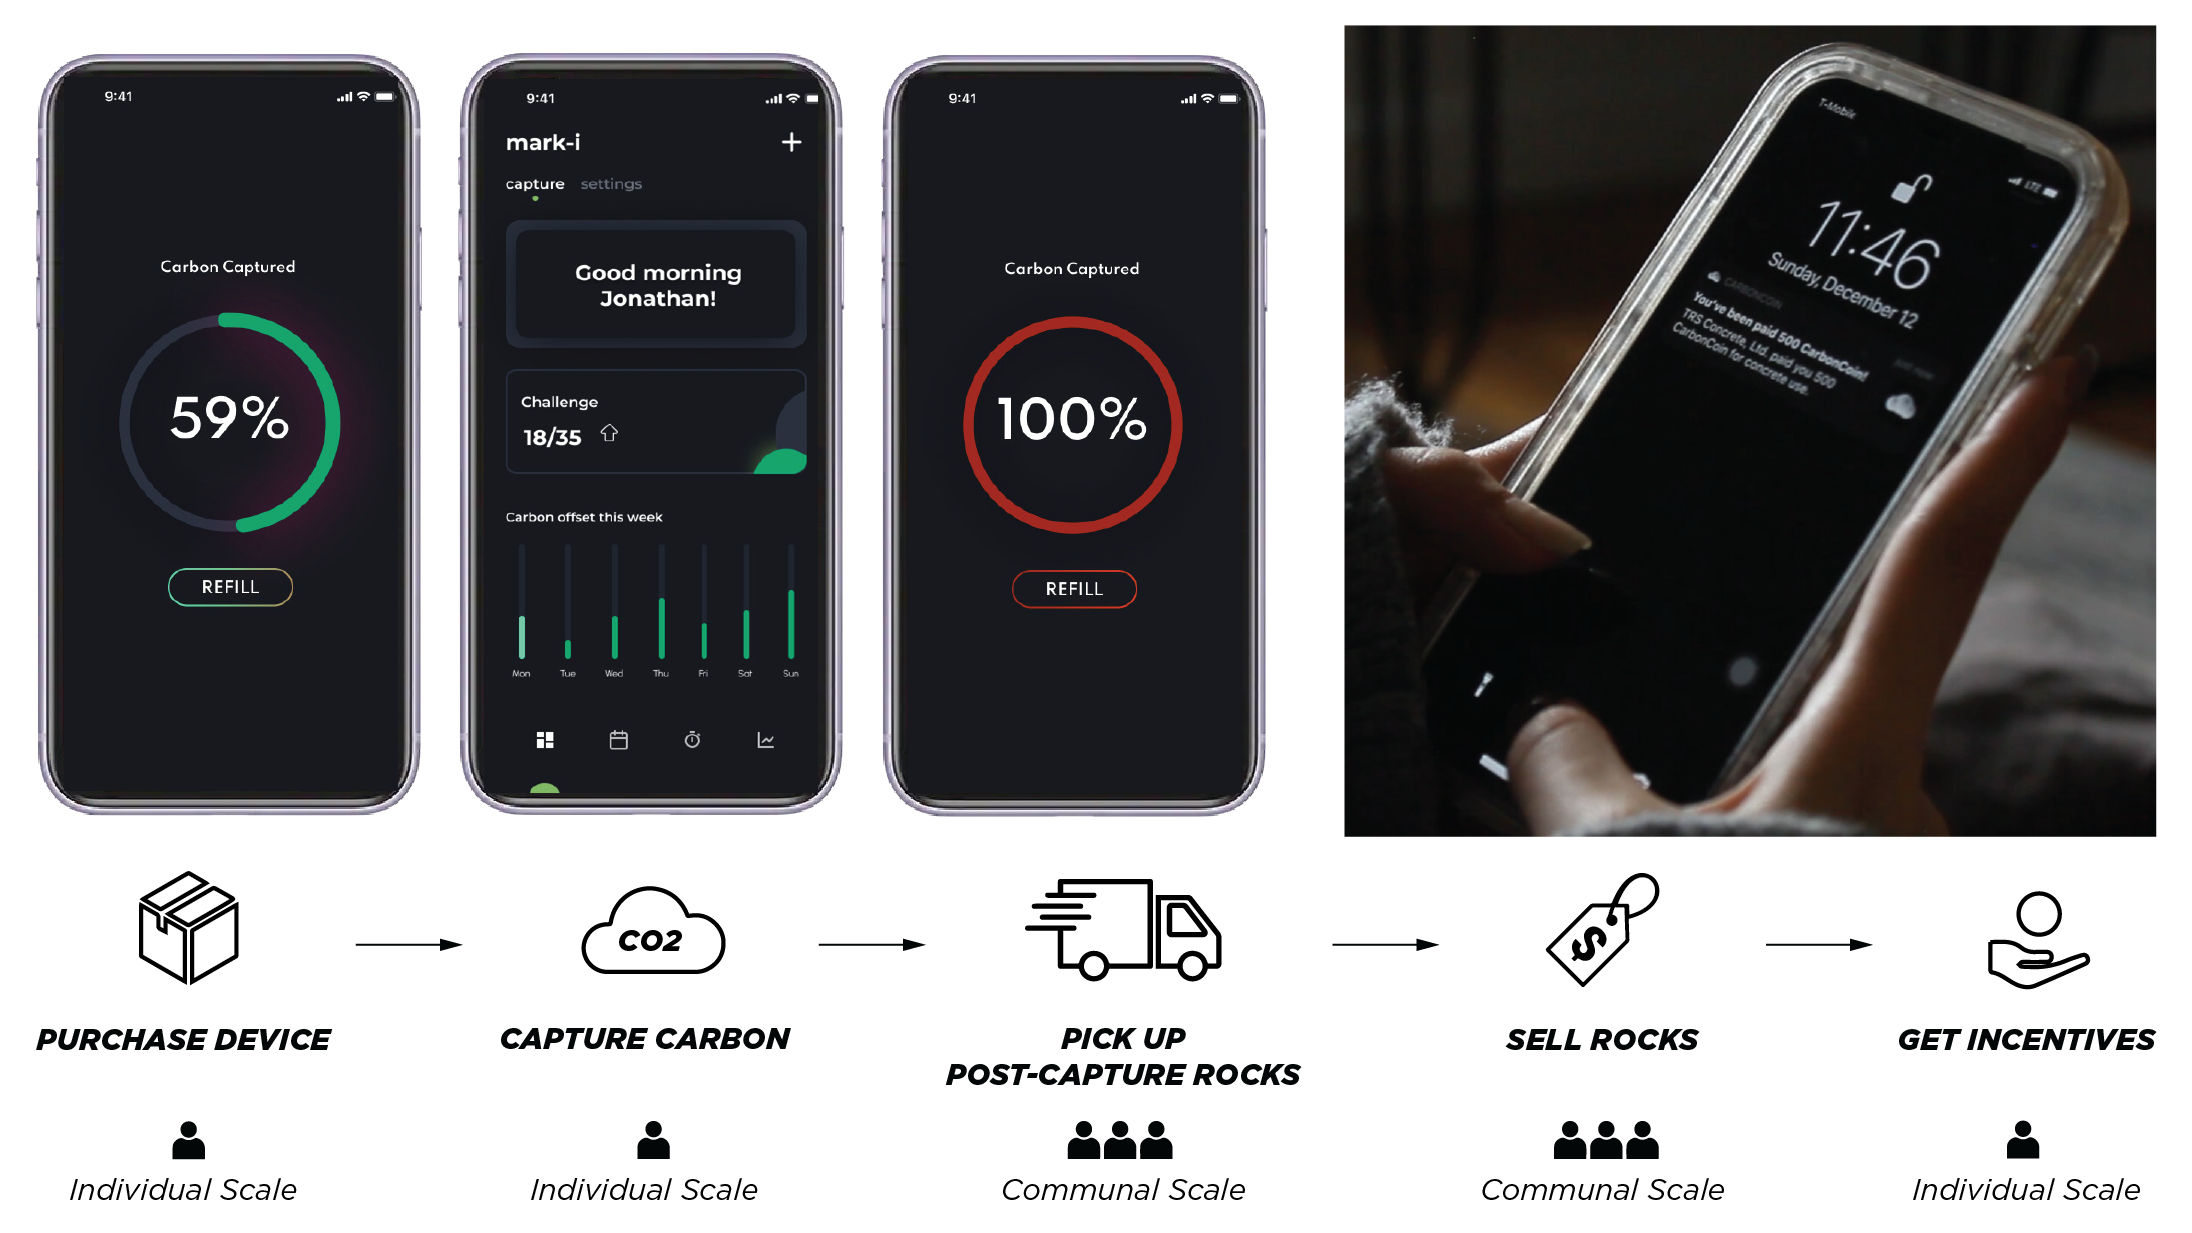 9:41
Carbon Captured
59%
REFILL
9:41
mark-i
capture settings
Good morning
Jonathan!
Challenge
18/35
Carbon offset this week
Mon Tue Wed Thu Fri Sat Sun
9:41
Carbon Captured
100%
REFILL
T-Mobile
LTE
11:46
Sunday, December 12
CARBONCOIN
just now
You've been paid 500 CarbonCoin!
TRS Concrete, Ltd. paid you 500
CarbonCoin for concrete use.
CO2
$
PURCHASE DEVICE
CAPTURE CARBON
PICK UP
POST-CAPTURE ROCKS
SELL ROCKS
GET INCENTIVES
Individual Scale
Individual Scale
Communal Scale
Communal Scale
Individual Scale